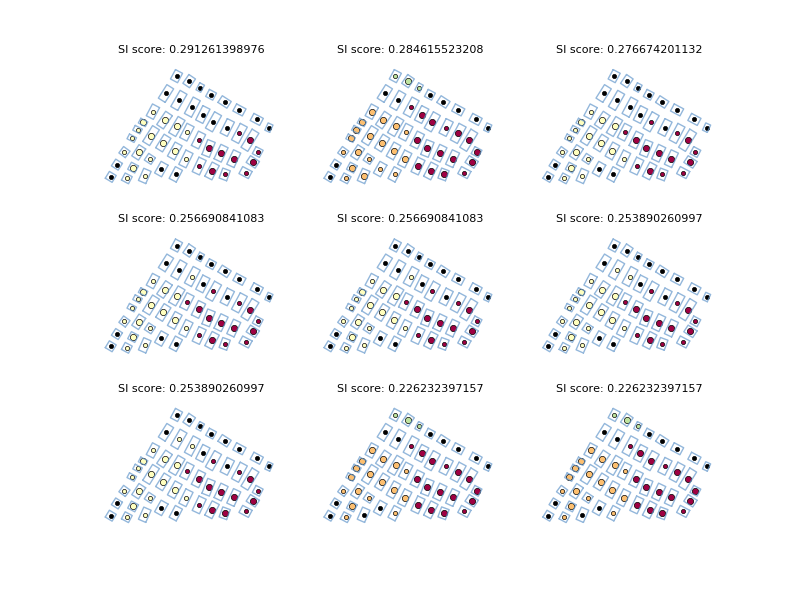 SI score: 0.291261398976
SI score: 0.284615523208
SI score: 0.276674201132
SI score: 0.256690841083
SI score: 0.256690841083
SI score: 0.253890260997
SI score: 0.253890260997
SI score: 0.226232397157
SI score: 0.226232397157